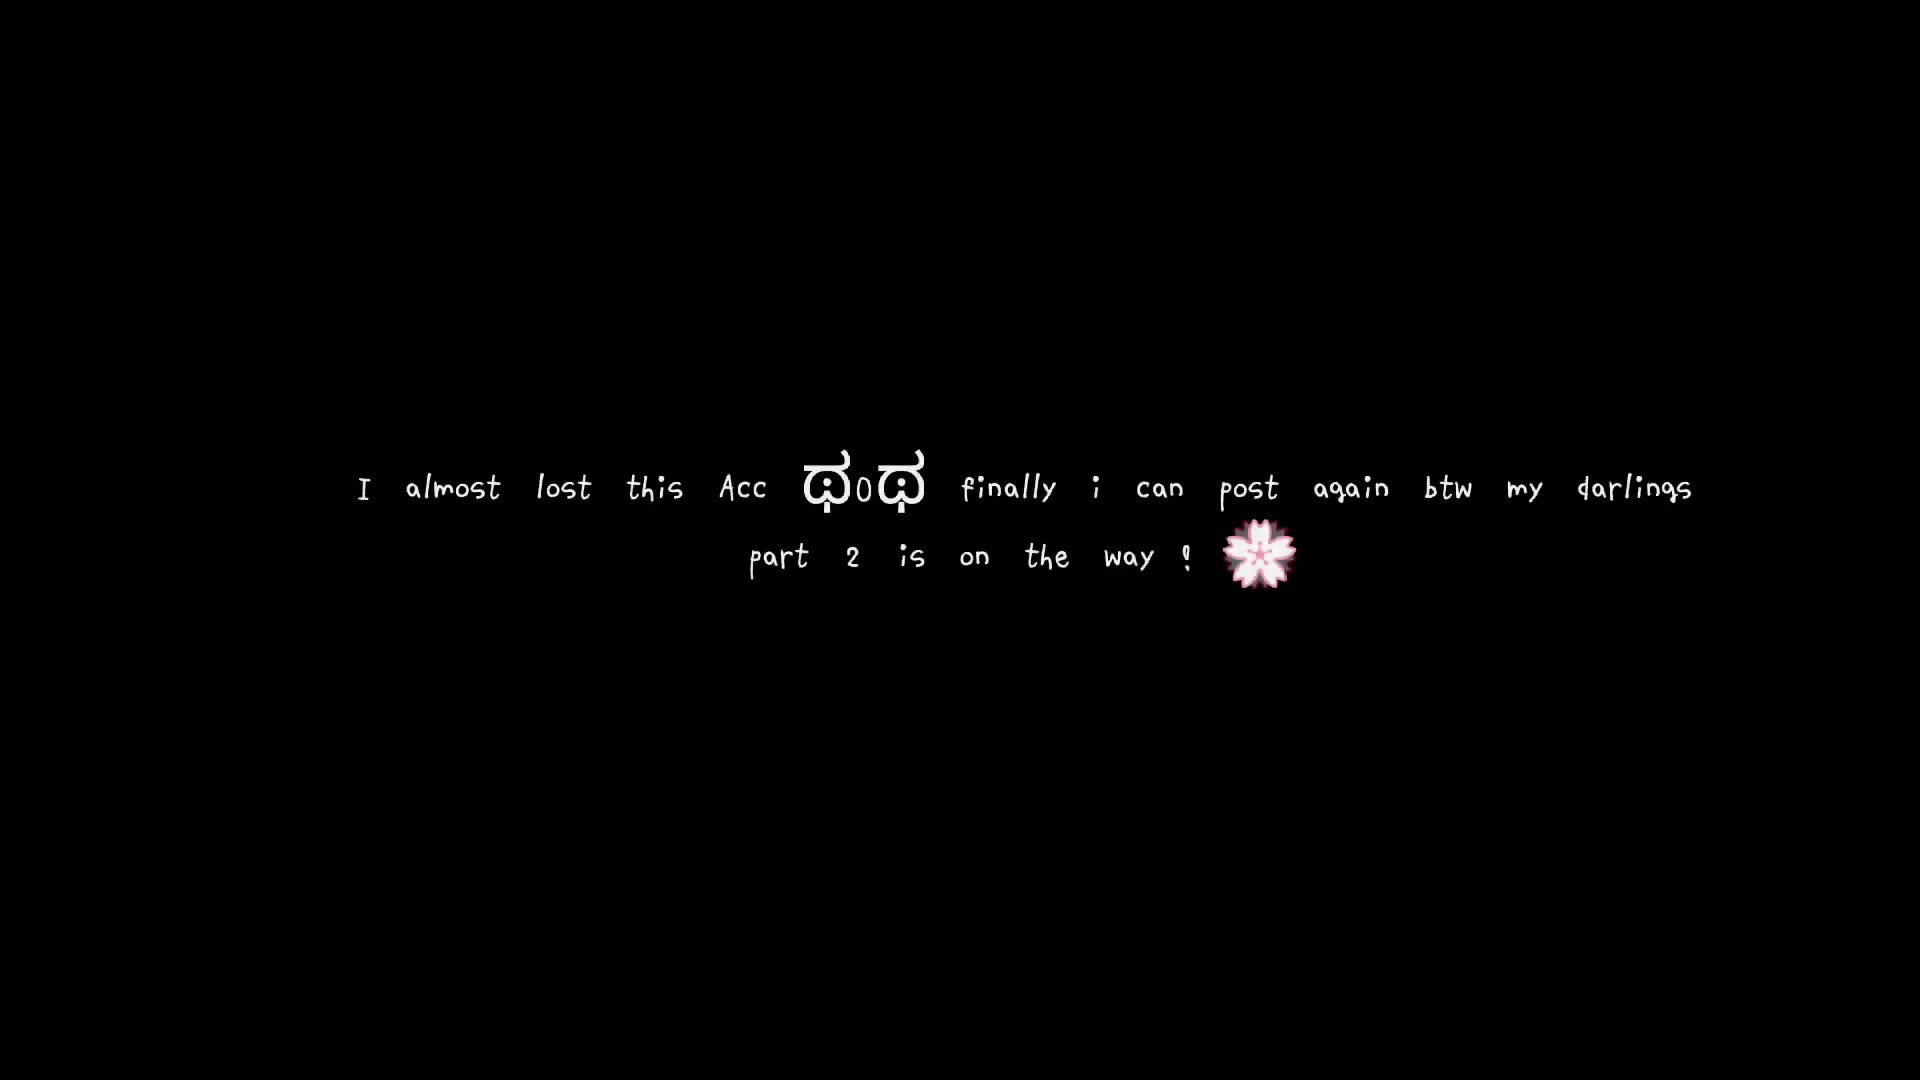 I almost lost this Acc ಥ0ಥ finally i can post again btw my darlings
part 2 is on the way ! 🌸